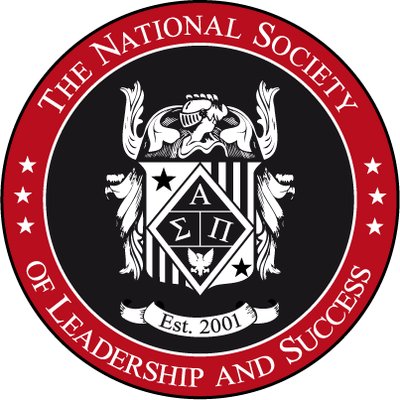 The National Society
of Leadership and Success
A
Σ Π
Est. 2001